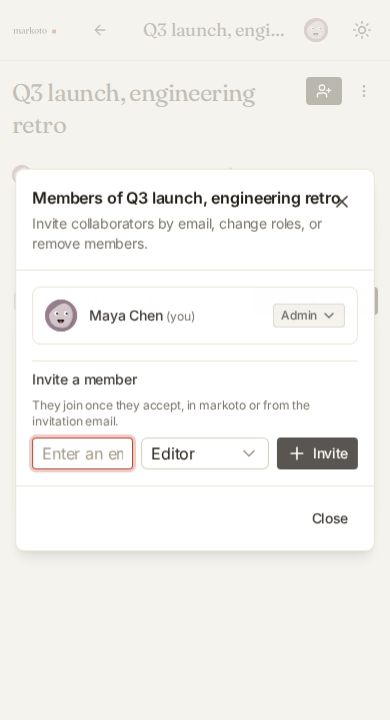 markoto
Q3 launch, engi...
Q3 launch, engineering
retro
Members of Q3 launch, engineering retro
Invite collaborators by email, change roles, or
remove members.
Maya Chen (you)
Admin
Invite a member
They join once they accept, in markoto or from the
invitation email.
Enter an en
Editor
Invite
Close